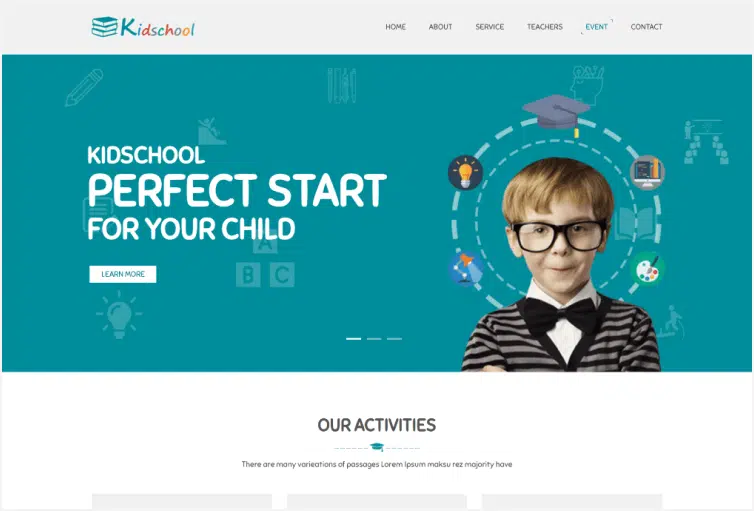 Kidschool
HOME ABOUT SERVICE TEACHERS EVENT CONTACT
KIDSCHOOL
PERFECT START
FOR YOUR CHILD
A
B C
LEARN MORE
OUR ACTIVITIES
There are many varieations of passages Lorem Ipsum maksu rez majority have